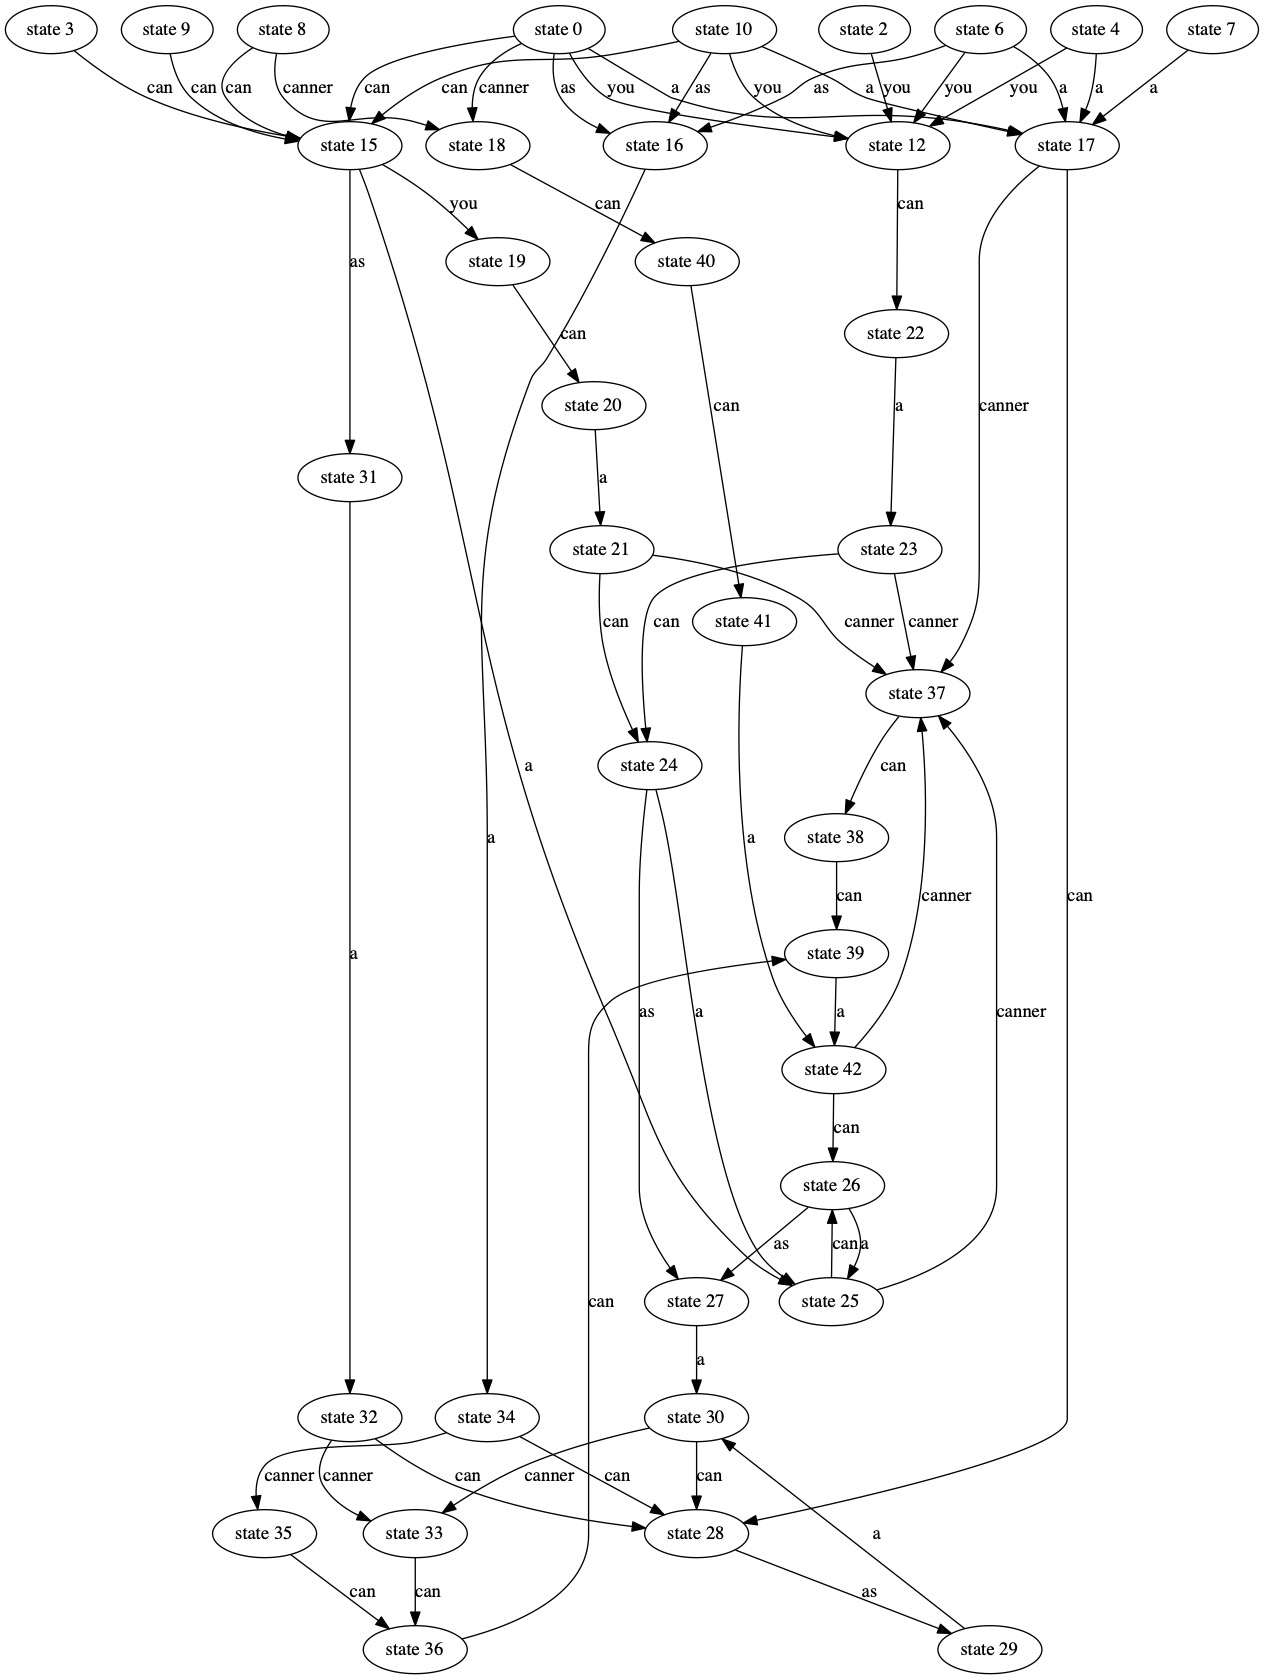 state 3 state 9 state 8 state 0 state 10 state 2 state 6 state 4 state 7
can can can canner can canner as you a can as you a you as you a you a a
state 15 state 18 state 16 state 12 state 17
as you can can
state 19 state 40
can state 22
state 20 can a canner
state 31 a
state 21 state 23
can can state 41 canner canner
state 37
a state 24 can
a a state 38
can can
a state 39
as a a canner
state 42
can
state 26
as can a
can state 27 state 25
a
state 32 state 34 state 30
canner canner can canner can can
state 35 state 33 state 28 a
can can as
state 36 state 29